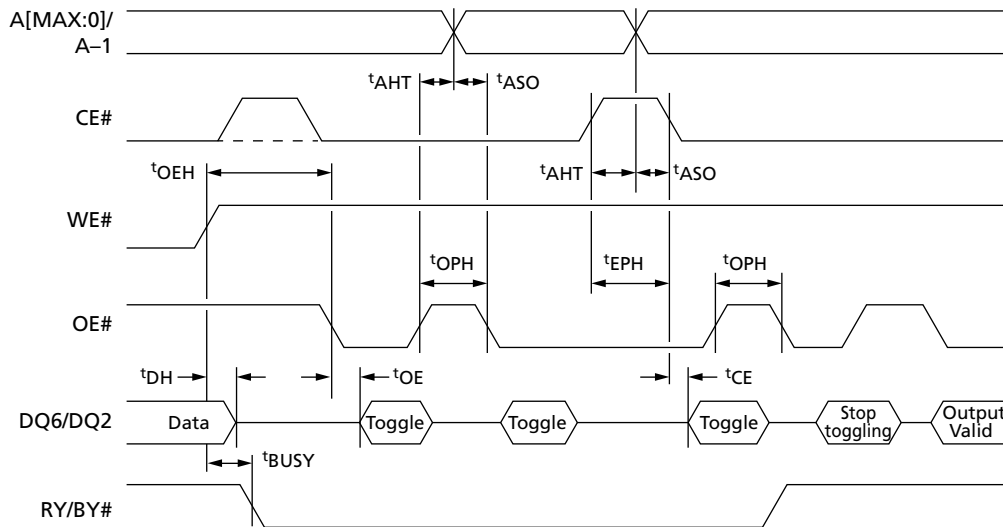 A[MAX:0]/
A–1
tAHT
tASO
CE#
tOEH
tAHT
tASO
WE#
tOPH
tEPH
tOPH
OE#
tDH
tOE
tCE
DQ6/DQ2
Data
Toggle
Toggle
Toggle
Stop
toggling
Output
Valid
tBUSY
RY/BY#